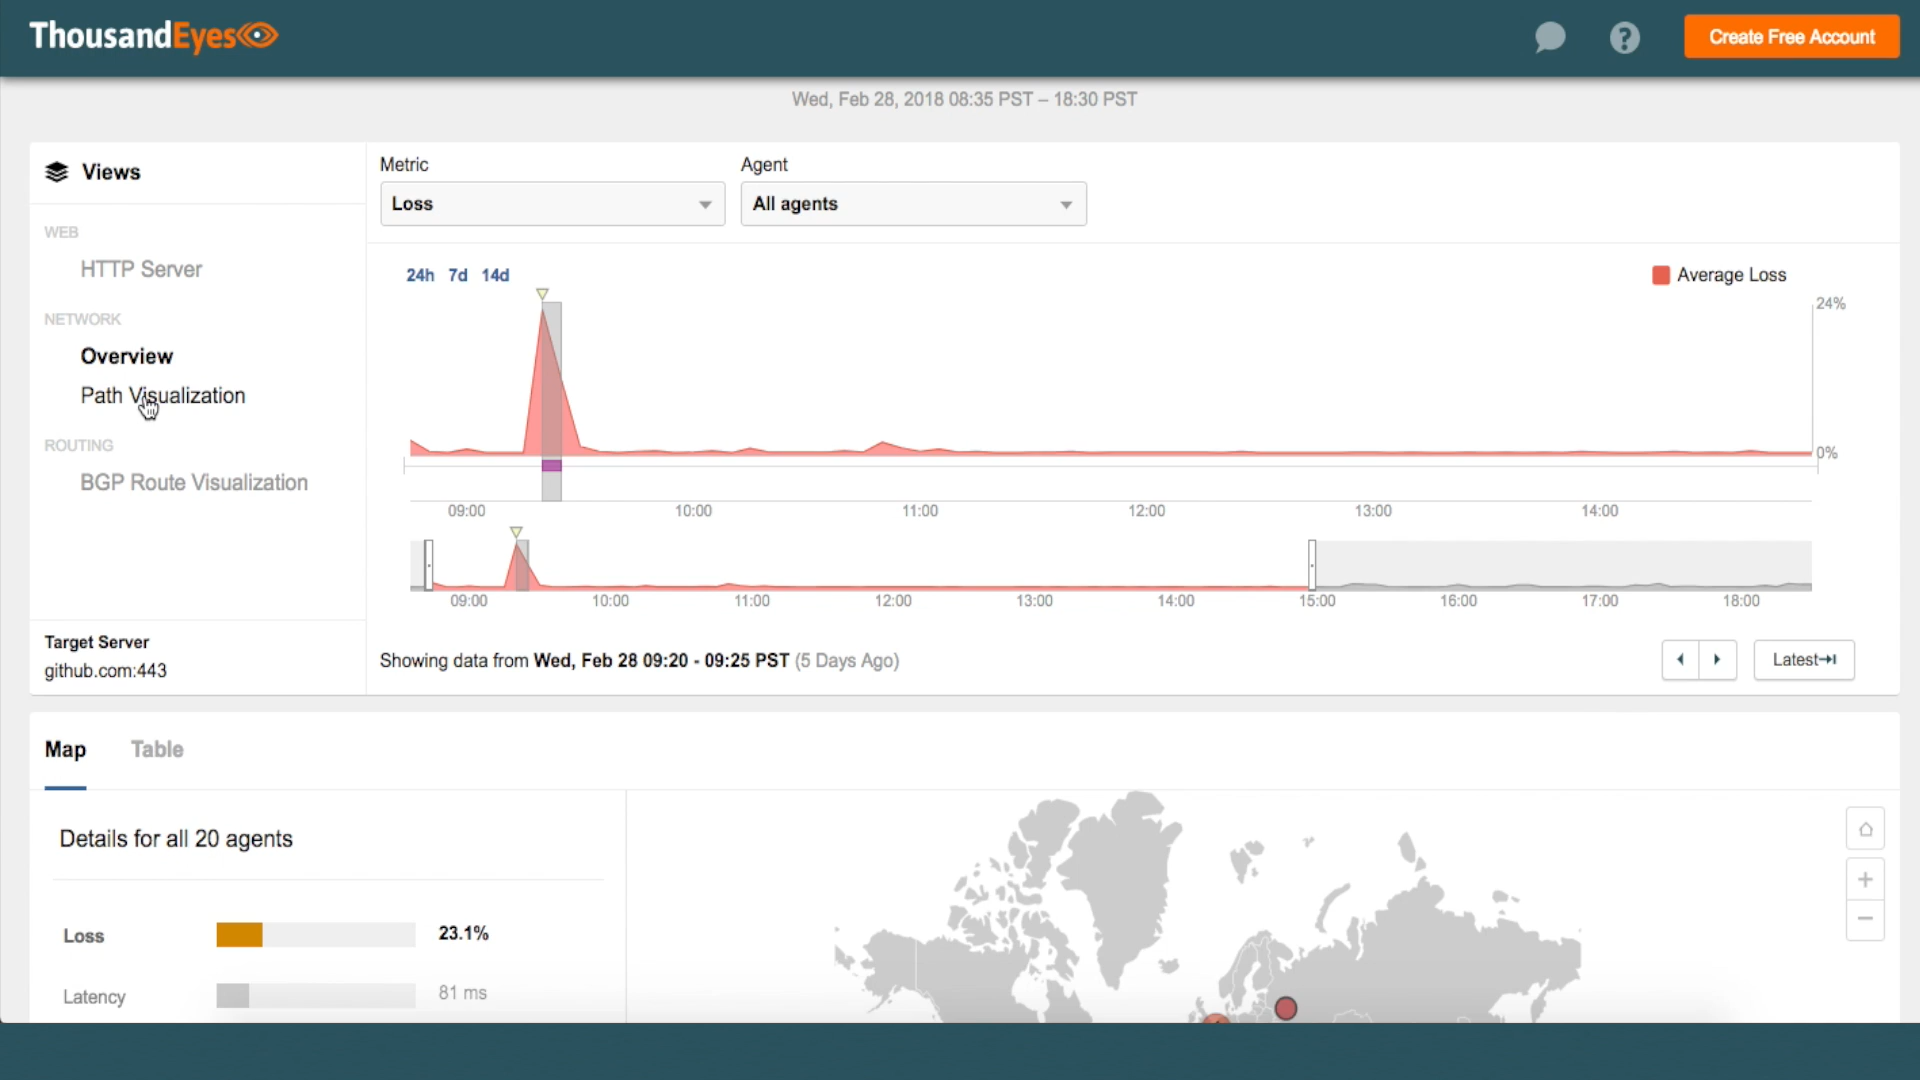 ThousandEyes
Create Free Account
Wed, Feb 28, 2018 08:35 PST – 18:30 PST
Views
WEB
HTTP Server
NETWORK
Overview
Path Visualization
ROUTING
BGP Route Visualization
Target Server
github.com:443
Metric
Agent
Loss
All agents
24h 7d 14d
Average Loss
24%
0%
09:00 10:00 11:00 12:00 13:00 14:00
09:00 10:00 11:00 12:00 13:00 14:00 15:00 16:00 17:00 18:00
Showing data from Wed, Feb 28 09:20 - 09:25 PST (5 Days Ago)
Latest
Map Table
Details for all 20 agents
Loss 23.1%
Latency 81 ms